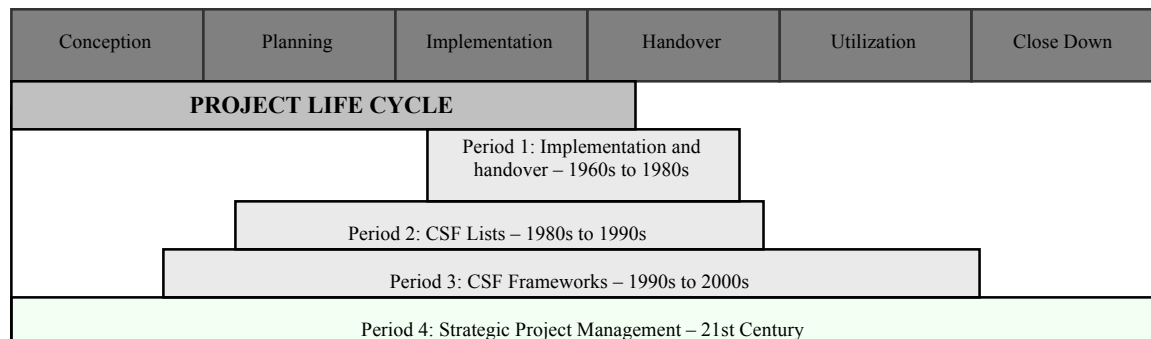 Conception Planning Implementation Handover Utilization Close Down
PROJECT LIFE CYCLE
Period 1: Implementation and
handover – 1960s to 1980s
Period 2: CSF Lists – 1980s to 1990s
Period 3: CSF Frameworks – 1990s to 2000s
Period 4: Strategic Project Management – 21st Century